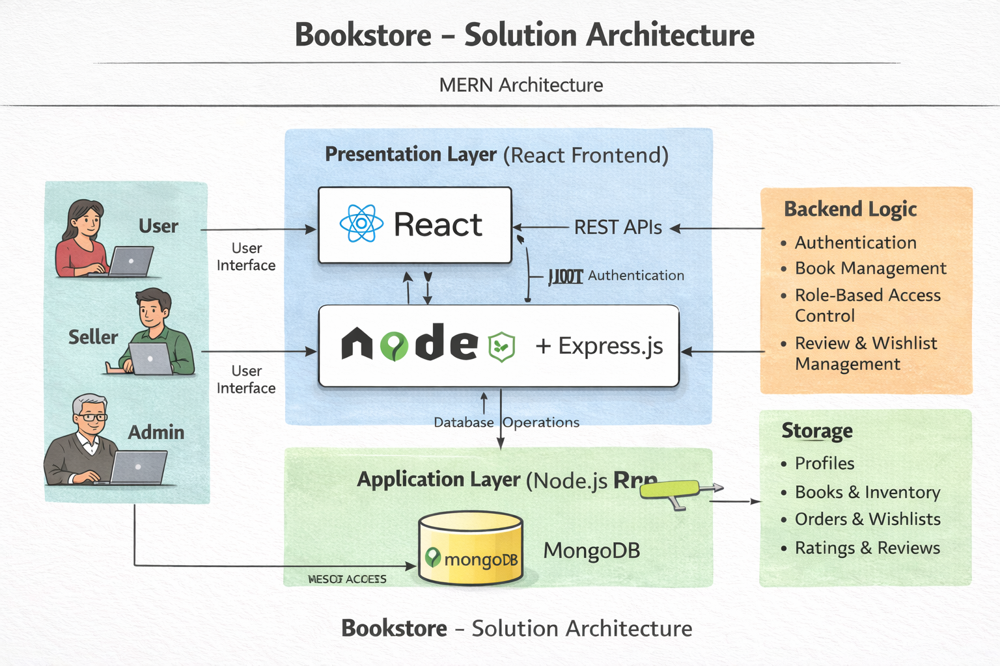 Bookstore – Solution Architecture
MERN Architecture
Presentation Layer (React Frontend)
User
User
Interface
React
REST APIs
Authentication
Seller
User
Interface
node + Express.js
Admin
Database Operations
Application Layer (Node.js
mongoDB
MongoDB
Backend Logic
• Authentication
• Book Management
• Role-Based Access
Control
• Review & Wishlist
Management
Storage
• Profiles
• Books & Inventory
• Orders & Wishlists
• Ratings & Reviews
Bookstore – Solution Architecture